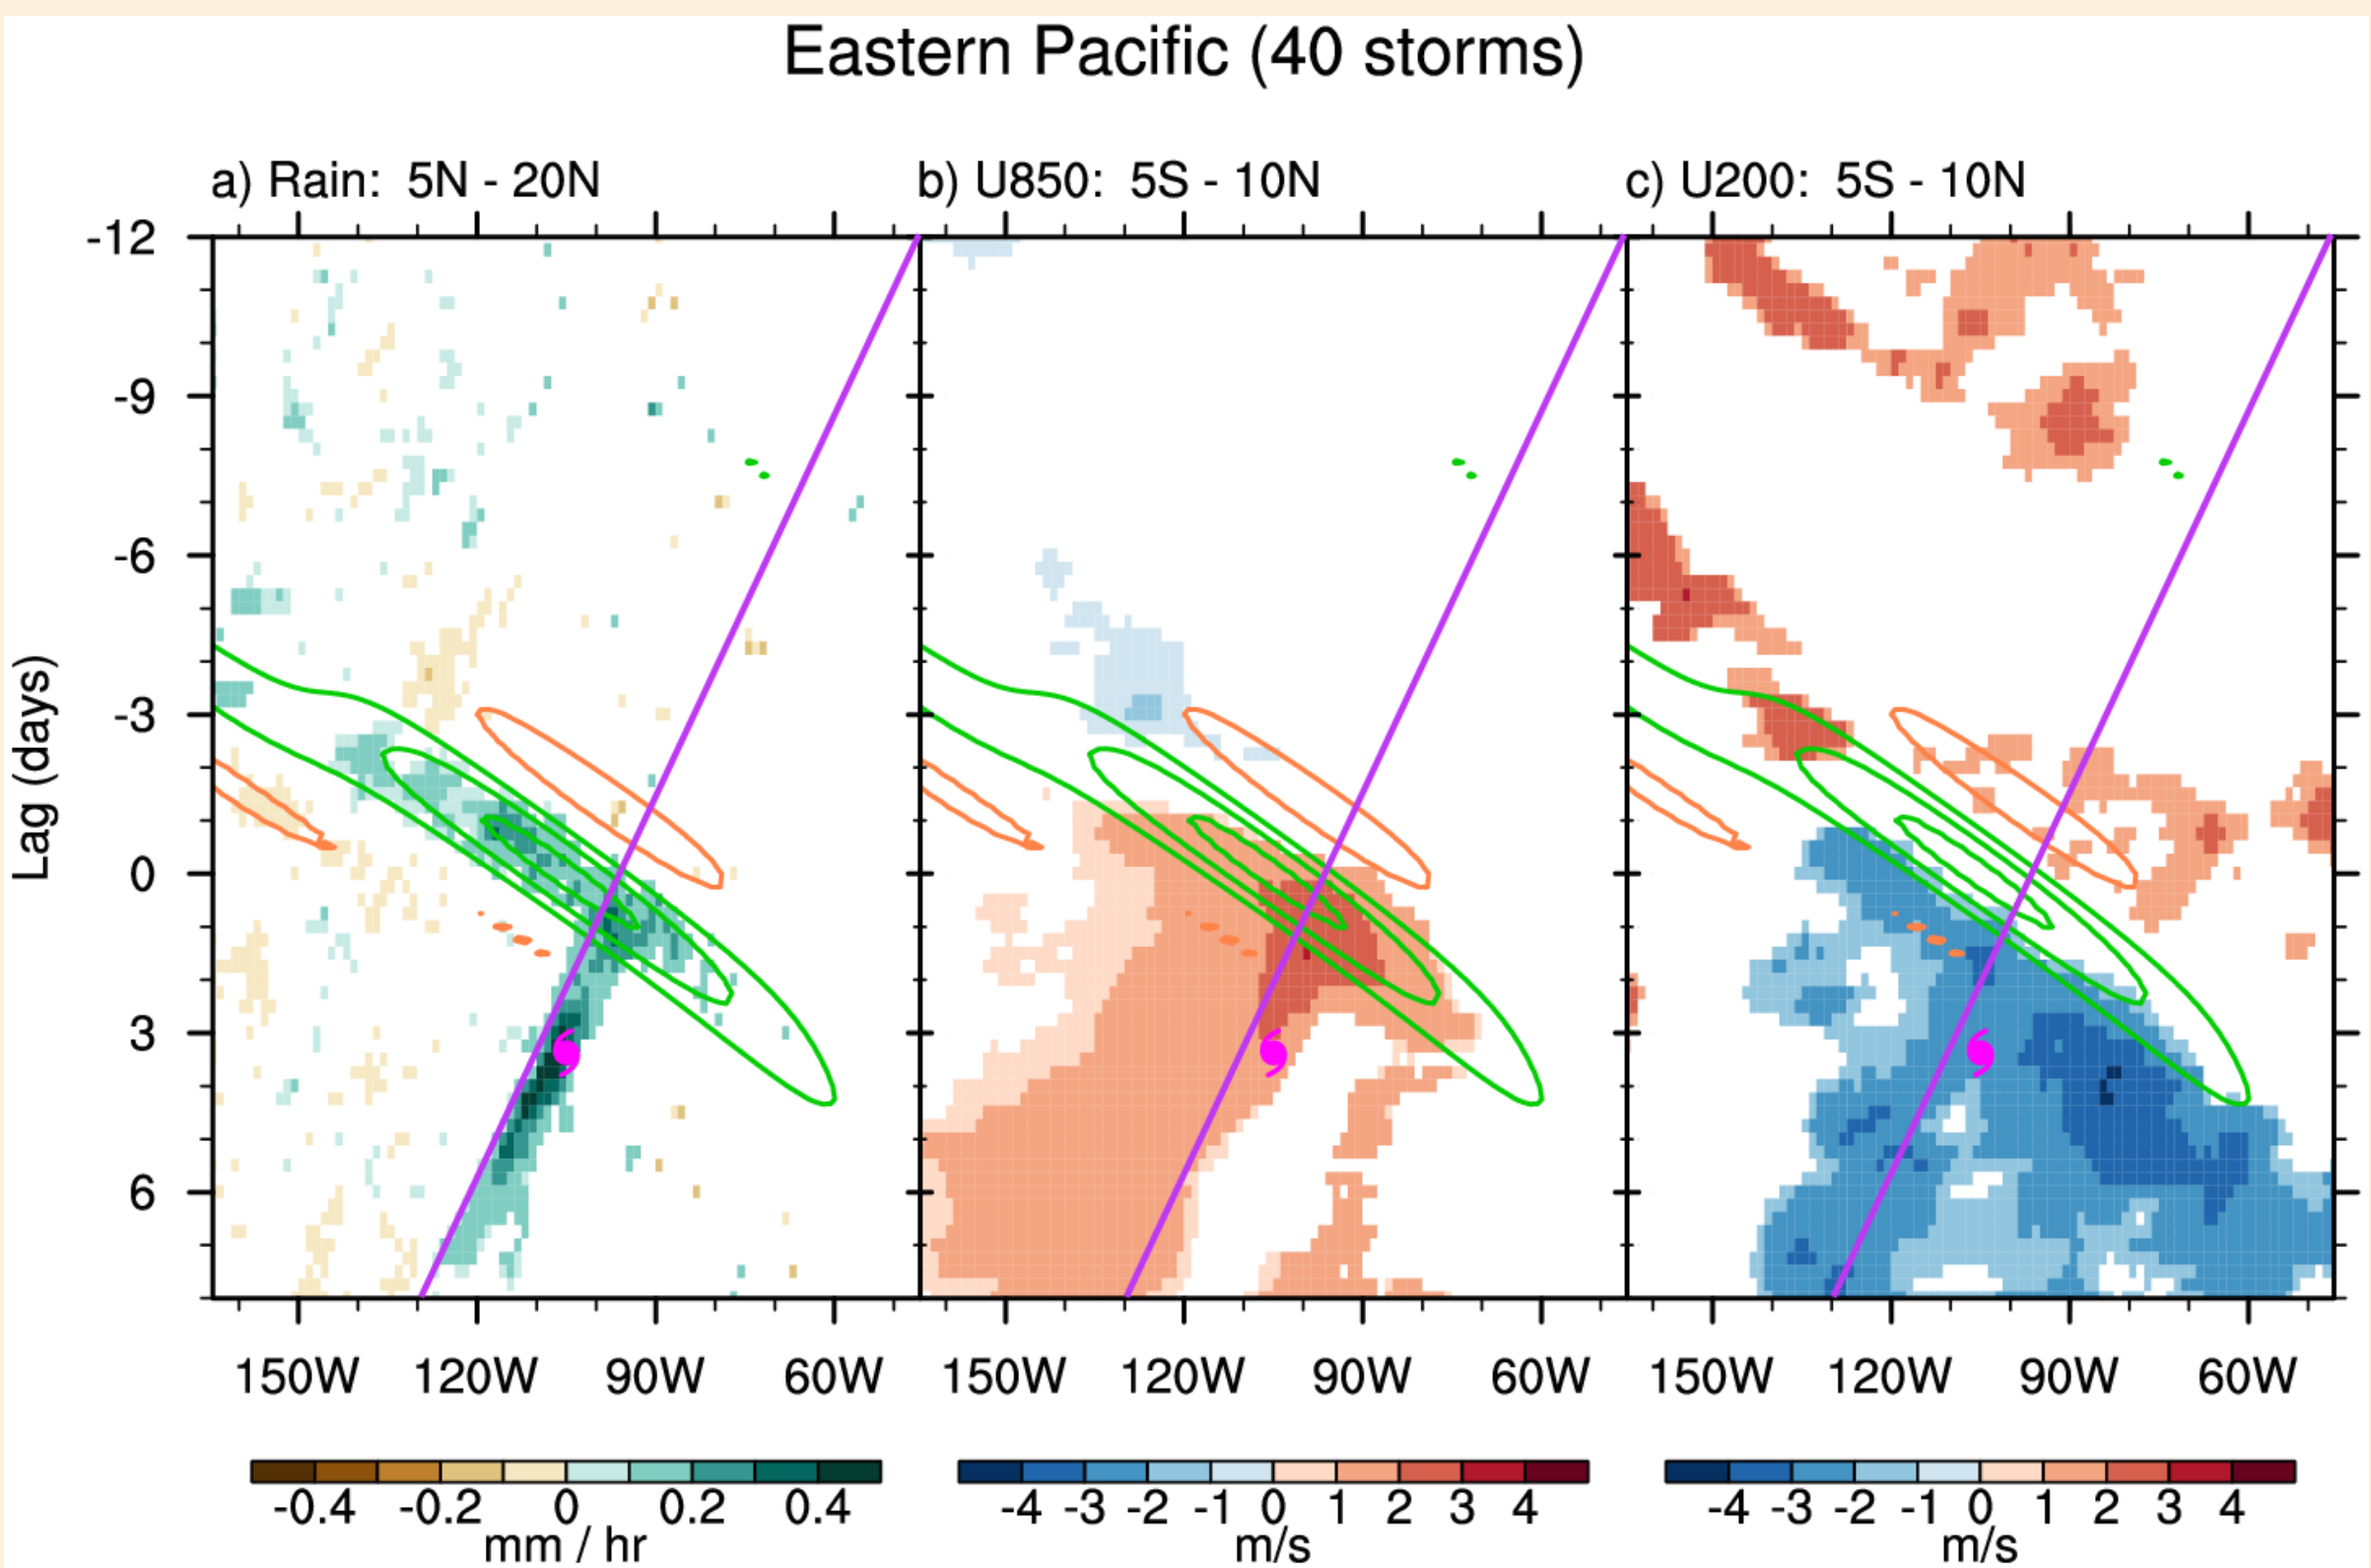 Eastern Pacific (40 storms)
a) Rain: 5N - 20N
b) U850: 5S - 10N
c) U200: 5S - 10N
Lag (days)
-12
-9
-6
-3
0
3
6
150W 120W 90W 60W
150W 120W 90W 60W
150W 120W 90W 60W
-0.4 -0.2 0 0.2 0.4
mm / hr
-4 -3 -2 -1 0 1 2 3 4
m/s
-4 -3 -2 -1 0 1 2 3 4
m/s